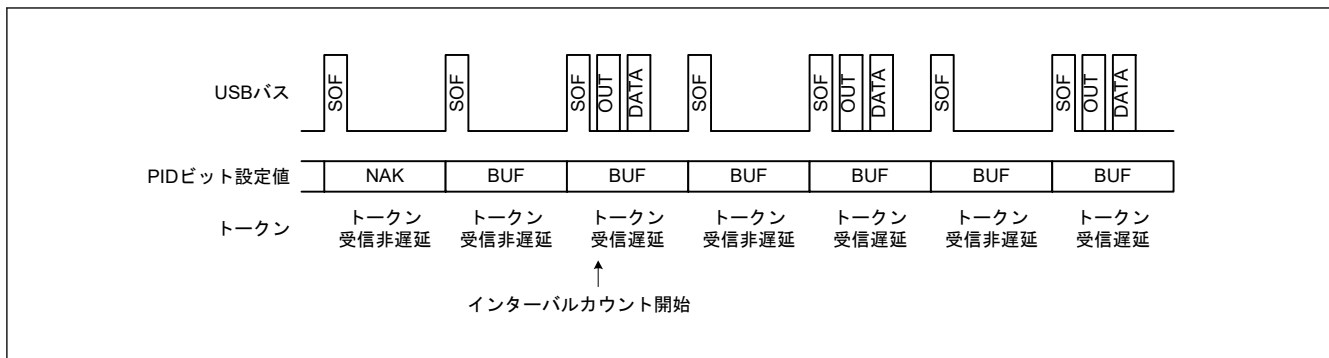 USBバス SOF SOF SOF OUT DATA SOF SOF OUT DATA SOF SOF OUT DATA
PIDビット設定値 NAK BUF BUF BUF BUF BUF BUF
トークン トークン トークン トークン トークン トークン トークン トークン
受信非遅延 受信非遅延 受信遅延 受信非遅延 受信遅延 受信非遅延 受信遅延
インターバルカウント開始